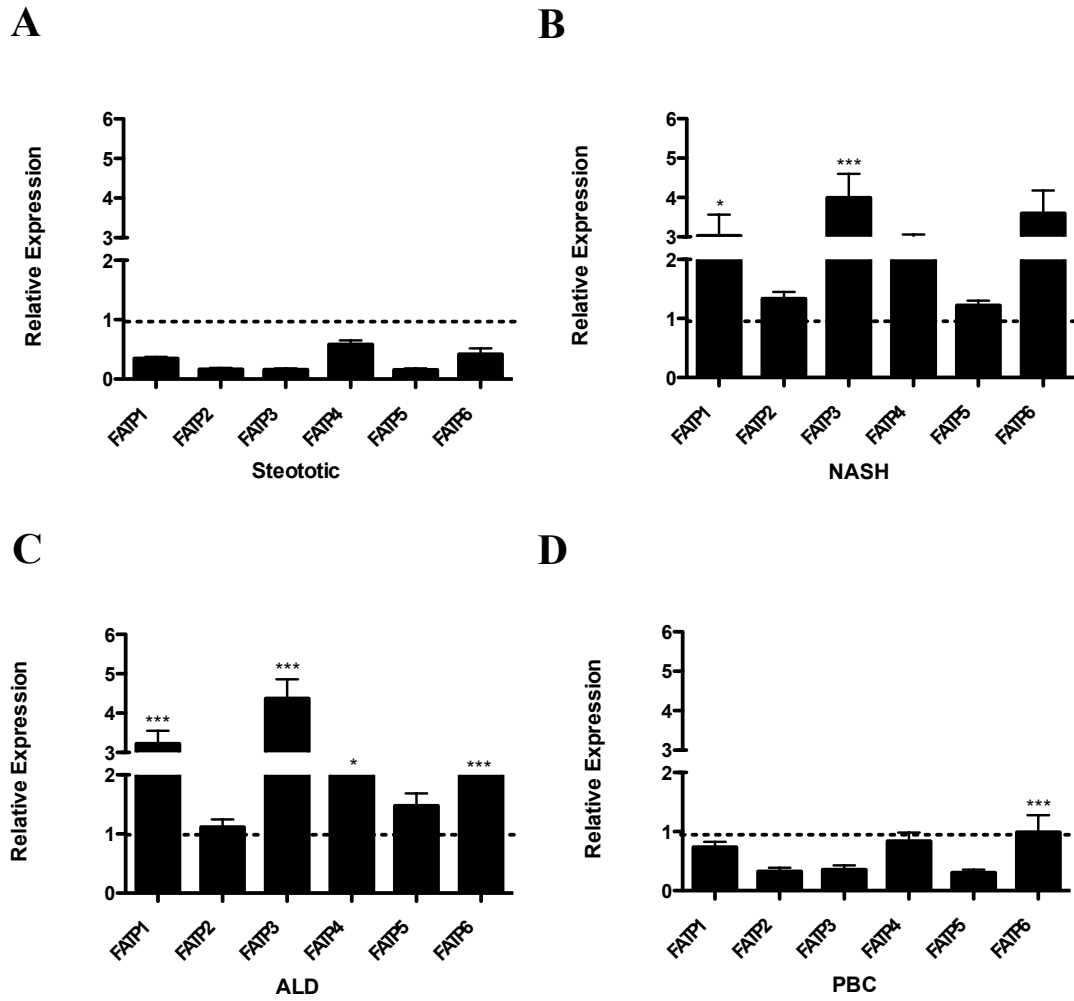 A
Relative Expression
6
5
4
3
2
1
0
FATP1 FATP2 FATP3 FATP4 FATP5 FATP6
Steototic
B
Relative Expression
6
5
4
3
2
1
0
* ***
FATP1 FATP2 FATP3 FATP4 FATP5 FATP6
NASH
C
Relative Expression
6
5
4
3
2
1
0
*** *** * ***
FATP1 FATP2 FATP3 FATP4 FATP5 FATP6
ALD
D
Relative Expression
6
5
4
3
2
1
0
***
FATP1 FATP2 FATP3 FATP4 FATP5 FATP6
PBC